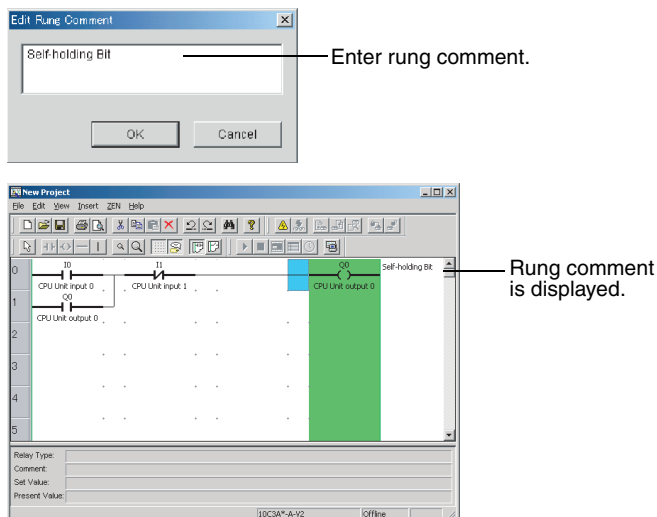 Edit Rung Comment
Self-holding Bit
Enter rung comment.
OK Cancel
New Project
File Edit View Insert ZEN Help
0 I0 I1 Q0 Self-holding Bit
CPU Unit input 0 CPU Unit input 1 CPU Unit output 0
Rung comment
is displayed.
1 Q0
CPU Unit output 0
2
3
4
5
Relay Type:
Comment:
Set Value:
Present Value:
10C3A*-A-V2 Offline